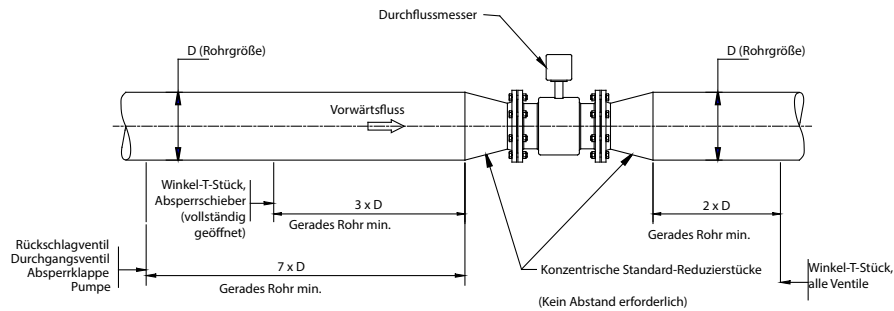 Durchflussmesser
D (Rohrgröße)
D (Rohrgröße)
Vorwärtsfluss
Winkel-T-Stück,
Absperrschieber
(vollständig
geöffnet)
3 x D
Gerades Rohr min.
2 x D
Gerades Rohr min.
Rückschlagventil
Durchgangsventil
Absperrklappe
Pumpe
7 x D
Gerades Rohr min.
Konzentrische Standard-Reduzierstücke
(Kein Abstand erforderlich)
Winkel-T-Stück,
alle Ventile